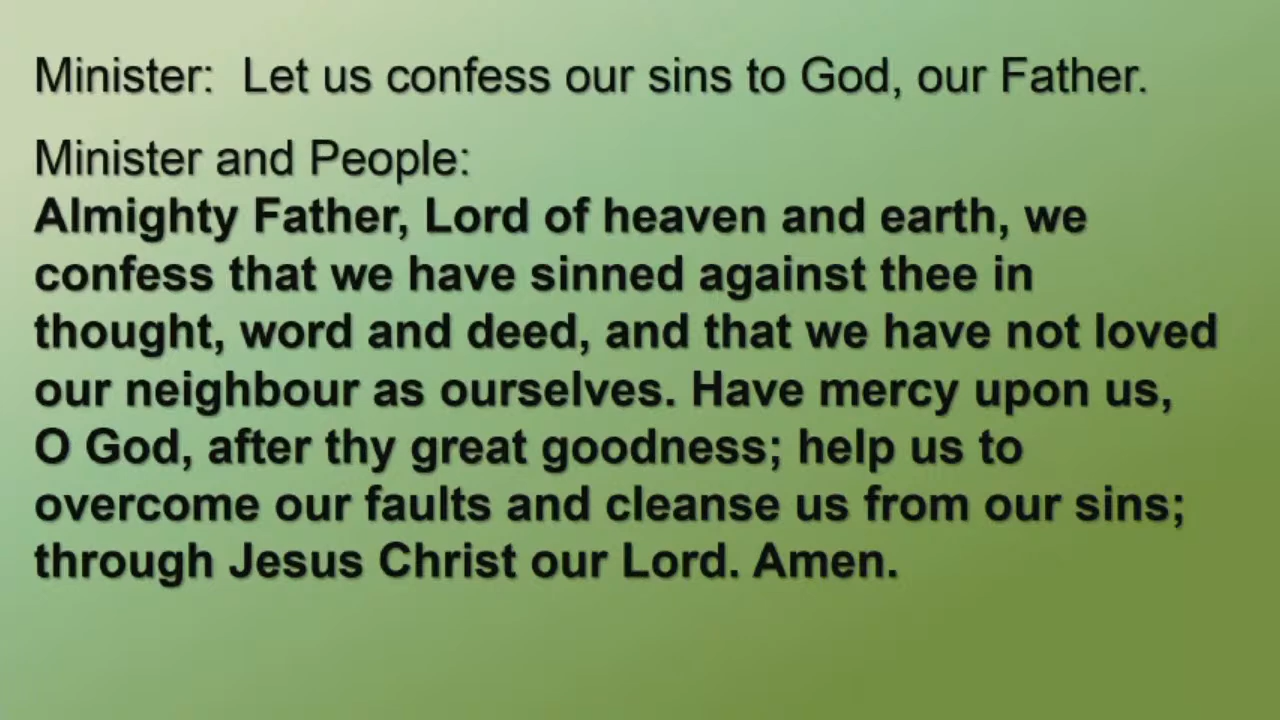 Minister:  Let us confess our sins to God, our Father.
Minister and People:
Almighty Father, Lord of heaven and earth, we
confess that we have sinned against thee in
thought, word and deed, and that we have not loved
our neighbour as ourselves. Have mercy upon us,
O God, after thy great goodness; help us to
overcome our faults and cleanse us from our sins;
through Jesus Christ our Lord. Amen.